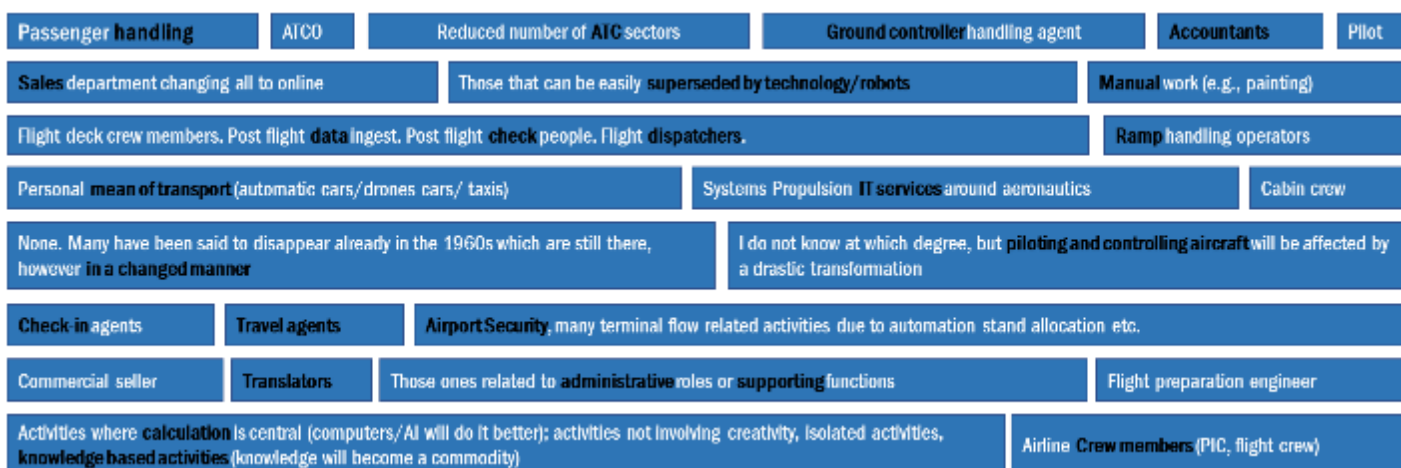 Passenger handling
ATCO
Reduced number of ATC sectors
Ground controller handling agent
Accountants
Pilot
Sales department changing all to online
Those that can be easily superseded by technology/robots
Manual work (e.g., painting)
Flight deck crew members. Post flight data ingest. Post flight check people. Flight dispatchers.
Ramp handling operators
Personal mean of transport (automatic cars/drones cars/ taxis)
Systems Propulsion IT services around aeronautics
Cabin crew
None. Many have been said to disappear already in the 1960s which are still there,
however in a changed manner
I do not know at which degree, but piloting and controlling aircraft will be affected by
a drastic transformation
Check-in agents
Travel agents
Airport Security, many terminal flow related activities due to automation stand allocation etc.
Commercial seller
Translators
Those ones related to administrative roles or supporting functions
Flight preparation engineer
Activities where calculation is central (computers/AI will do it better); activities not involving creativity, isolated activities,
knowledge based activities (knowledge will become a commodity)
Airline Crew members (PIC, flight crew)